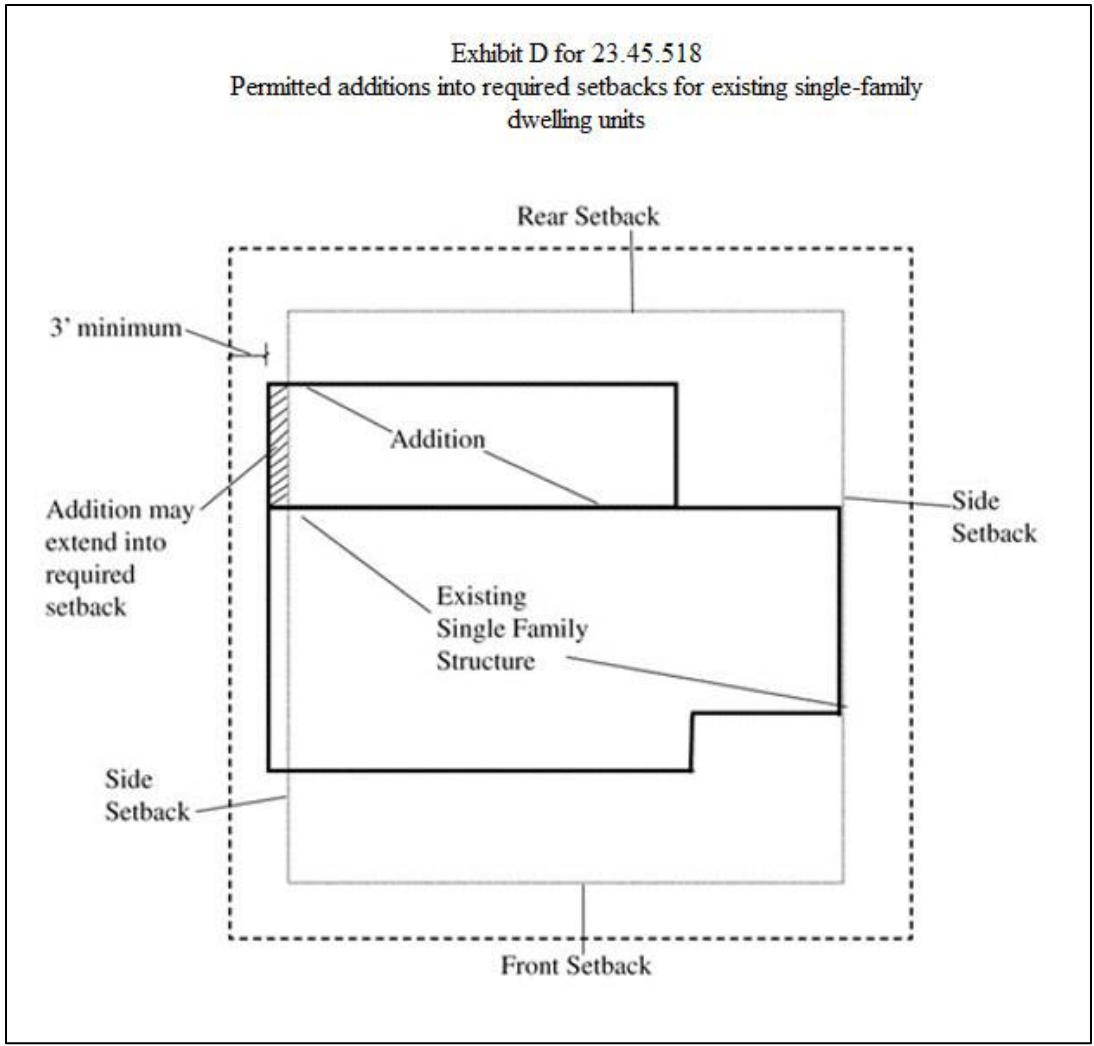 Exhibit D for 23.45.518
Permitted additions into required setbacks for existing single-family
dwelling units
Rear Setback
3’ minimum
Addition
Addition may
extend into
required
setback
Side
Setback
Existing
Single Family
Structure
Side
Setback
Front Setback